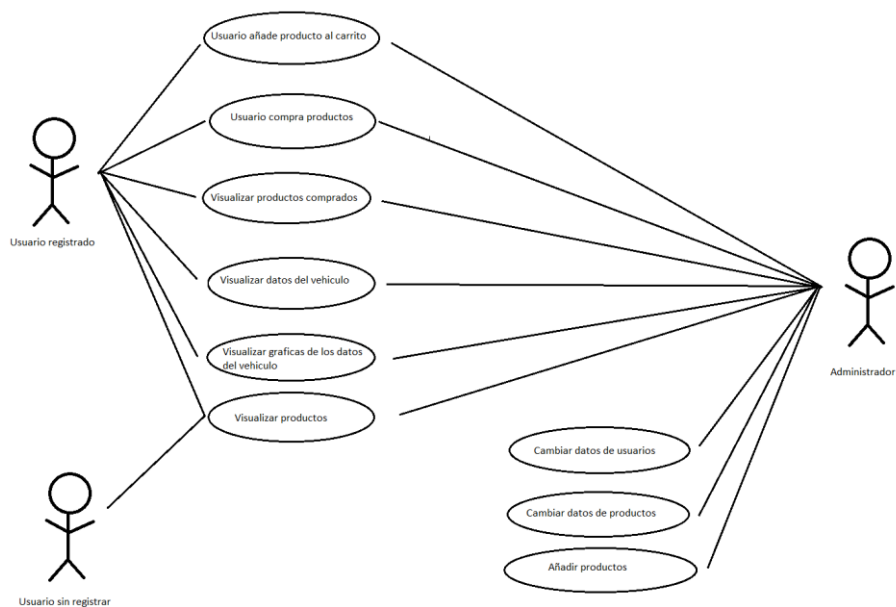 Usuario añade producto al carrito
Usuario compra productos
Visualizar productos comprados
Usuario registrado
Visualizar datos del vehiculo
Visualizar graficas de los datos
del vehiculo
Administrador
Visualizar productos
Cambiar datos de usuarios
Cambiar datos de productos
Añadir productos
Usuario sin registrar